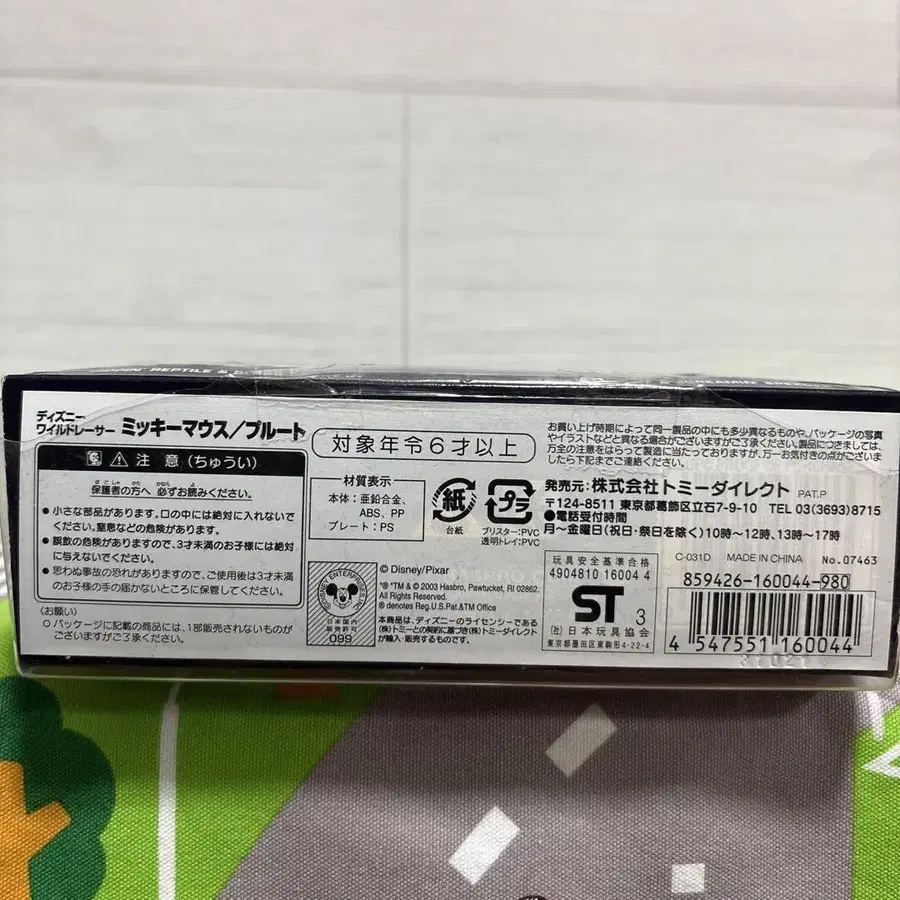 REPTILE &
ディズニー
ワイルドレーサー ミッキーマウス/プルート
注 意 (ちゅうい)
保護者の方へ 必ずお読みください。
● 小さな部品があります。口の中には絶対に入れないでください。窒息などの危険があります。
● 誤飲の危険がありますので、3才未満のお子様には絶対に与えないでください。
● 思わぬ事故の恐れがありますので、ご使用後は3才未満のお子様の手の届かないところに保管してください。
(お願い)
○ パッケージに記載の商品には、1部販売されないものがございますがご了承ください。
対象年令6才以上
材質表示
本体:亜鉛合金、
ABS、PP
プレート:PS
紙
台紙
プラ
ブリスター:PVC
透明トレイ:PVC
日本国内
販売許可
099
© Disney/Pixar
*®*TM & © 2003 Hasbro, Pawtucket, RI 02862.
All Rights Reserved.
® denotes Reg.U.S.Pat.&TM Office
本商品は、ディズニーのライセンシーである
(株)トミーとの契約に基づき(株)トミーダイレクト
が輸入・販売するものです。
お買い上げ時期によって同一製品の中にも多少異なるものや、パッケージの写真
やイラストなどと異なる場合がございますがご了承ください。製品につきましては、
万全の注意をはらって製造に当たっておりますが、万一お気付きの点がございま
したら下記までご連絡ください。
発売元:株式会社トミーダイレクト PAT.P
〒124-8511 東京都葛飾区立石7-9-10 TEL 03(3693)8715
●電話受付時間
月〜金曜日(祝日・祭日を除く)10時〜12時、13時〜17時
玩具安全基準合格
4904810 16004 4
ST 3
(社)日本玩具協会
東京都墨田区東駒形4-22-4
C-031D MADE IN CHINA No.07463
859426-160044-980
4 547551 160044